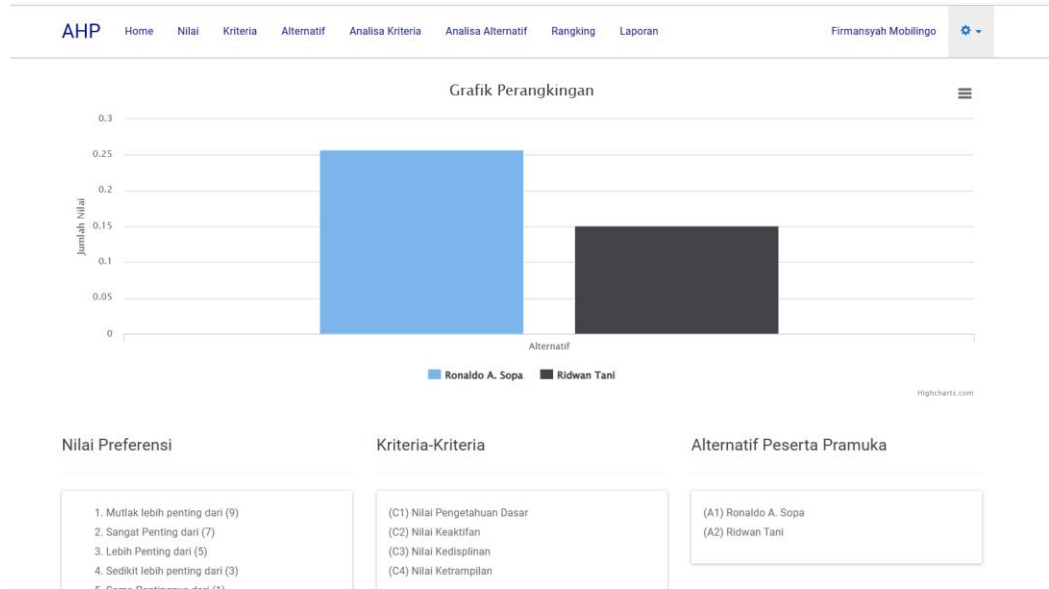 AHP Home Nilai Kriteria Alternatif Analisa Kriteria Analisa Alternatif Rangking Laporan Firmansyah Mobilingo
Grafik Perangkingan
0.3
0.25
0.2
0.15
0.1
0.05
0
Jumlah Nilai
Alternatif
Ronaldo A. Sopa Ridwan Tani
Highcharts.com
Nilai Preferensi
1. Mutlak lebih penting dari (9)
2. Sangat Penting dari (7)
3. Lebih Penting dari (5)
4. Sedikit lebih penting dari (3)
Kriteria-Kriteria
(C1) Nilai Pengetahuan Dasar
(C2) Nilai Keaktifan
(C3) Nilai Kedisplinan
(C4) Nilai Ketrampilan
Alternatif Peserta Pramuka
(A1) Ronaldo A. Sopa
(A2) Ridwan Tani